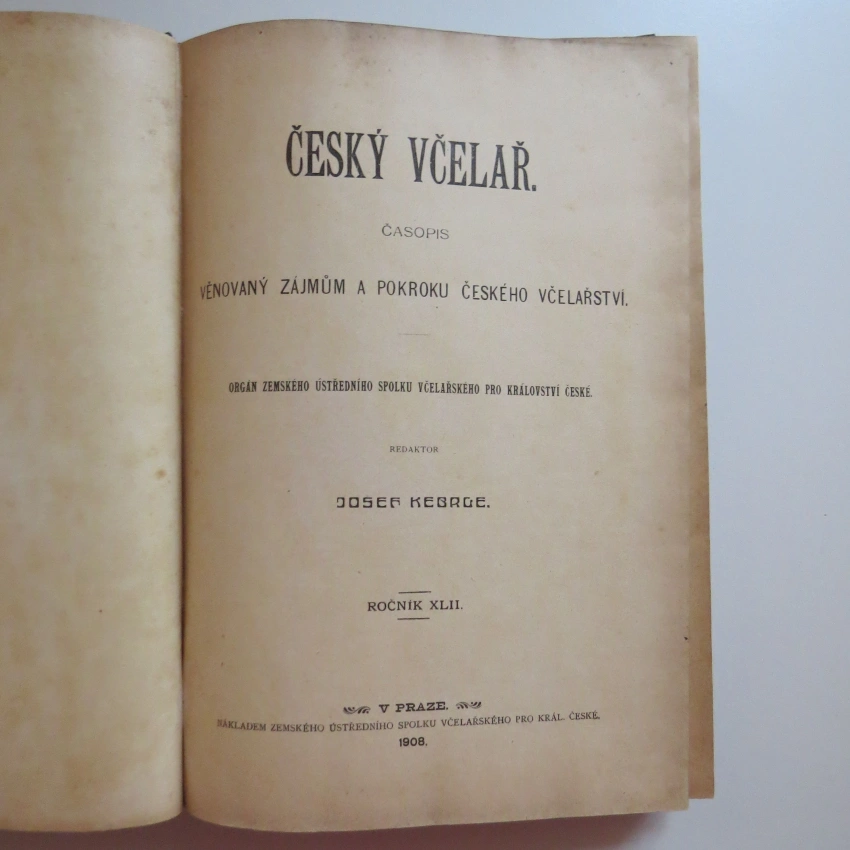 ČESKÝ VČELAŘ.
ČASOPIS
VĚNOVANÝ ZÁJMŮM A POKROKU ČESKÉHO VČELAŘSTVÍ.
ORGÁN ZEMSKÉHO ÚSTŘEDNÍHO SPOLKU VČELAŘSKÉHO PRO KRÁLOVSTVÍ ČESKÉ.
REDAKTOR
JOSEF KEBRLE.
ROČNÍK XLII.
V PRAZE.
NÁKLADEM ZEMSKÉHO ÚSTŘEDNÍHO SPOLKU VČELAŘSKÉHO PRO KRÁL. ČESKÉ.
1908.